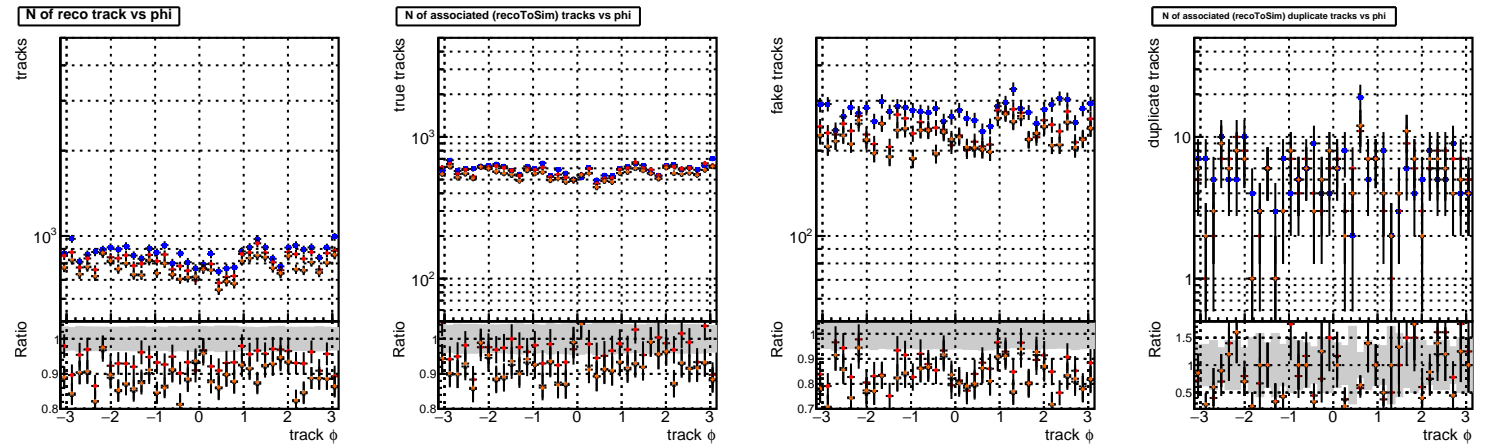 N of reco track vs phi
tracks
10³
Ratio
1
0.9
0.8
−3 −2 −1 0 1 2 3
track ϕ
N of associated (recoToSim) tracks vs phi
true tracks
10³
10²
Ratio
1
0.9
0.8
−3 −2 −1 0 1 2 3
track ϕ
fake tracks
10²
Ratio
1
0.9
0.8
0.7
−3 −2 −1 0 1 2 3
track ϕ
N of associated (recoToSim) duplicate tracks vs phi
duplicate tracks
10
1
Ratio
1.5
1
0.5
−3 −2 −1 0 1 2 3
track ϕ